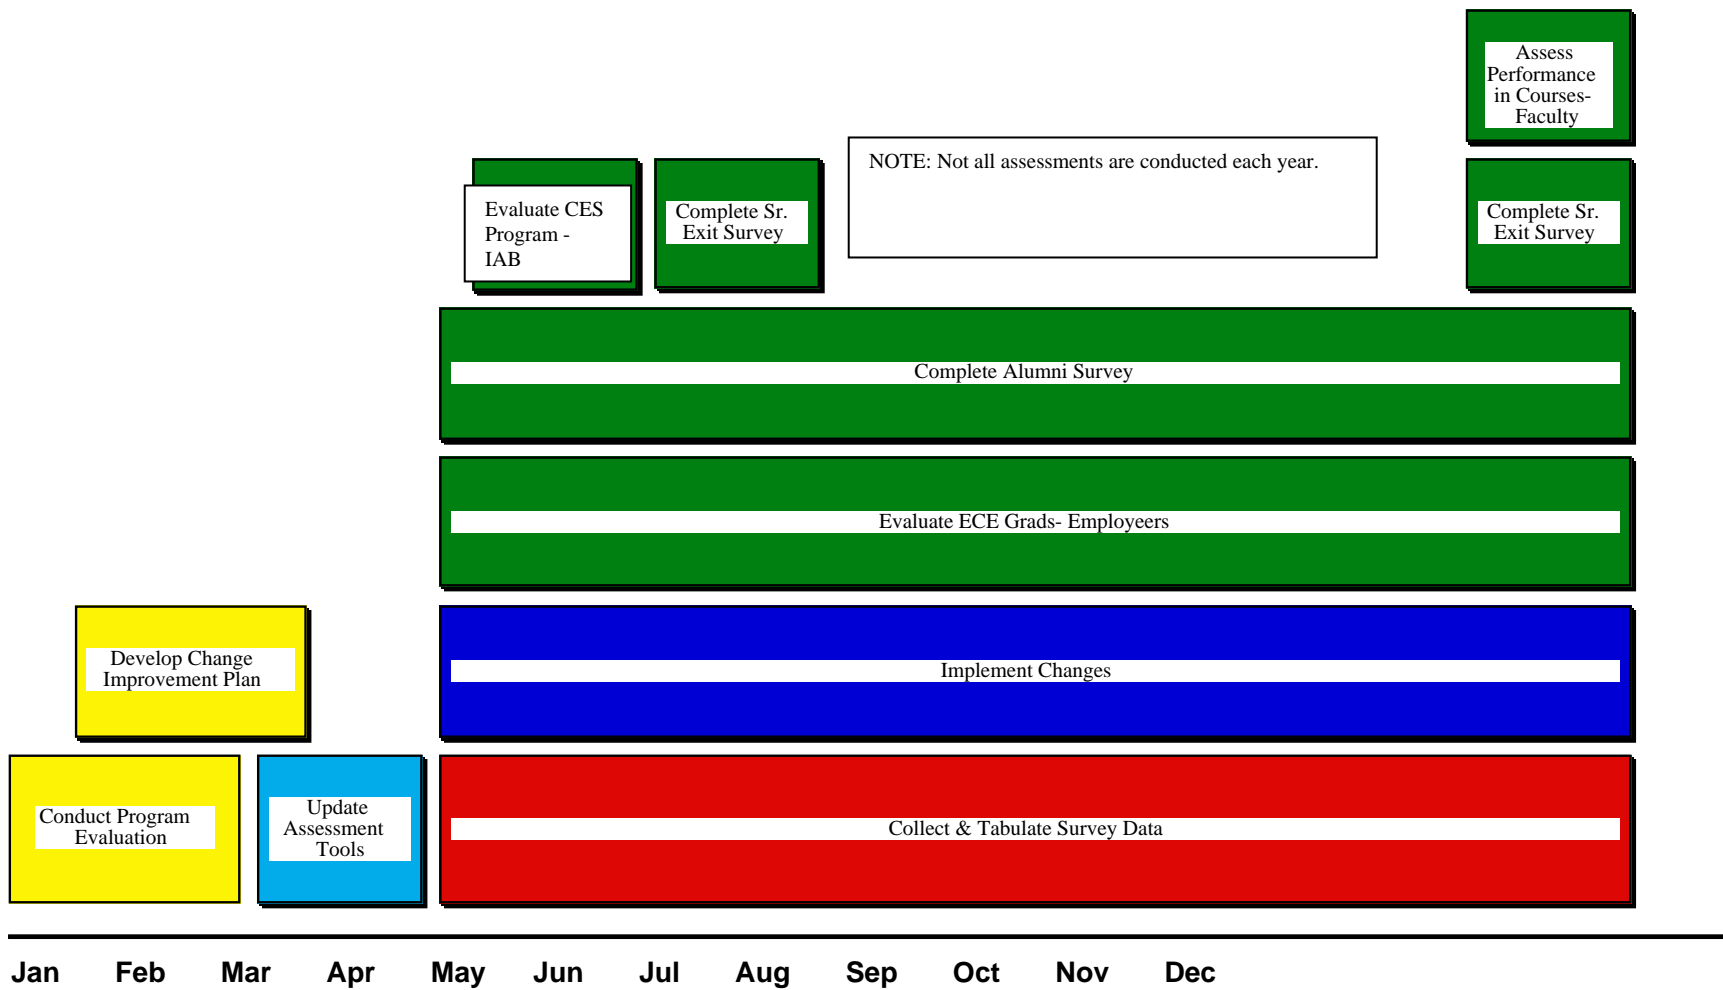 Assess
Performance
in Courses-
Faculty
NOTE: Not all assessments are conducted each year.
Evaluate CES
Program -
IAB
Complete Sr.
Exit Survey
Complete Sr.
Exit Survey
Complete Alumni Survey
Evaluate ECE Grads- Employeers
Develop Change
Improvement Plan
Implement Changes
Conduct Program
Evaluation
Update
Assessment
Tools
Collect & Tabulate Survey Data
Jan Feb Mar Apr May Jun Jul Aug Sep Oct Nov Dec